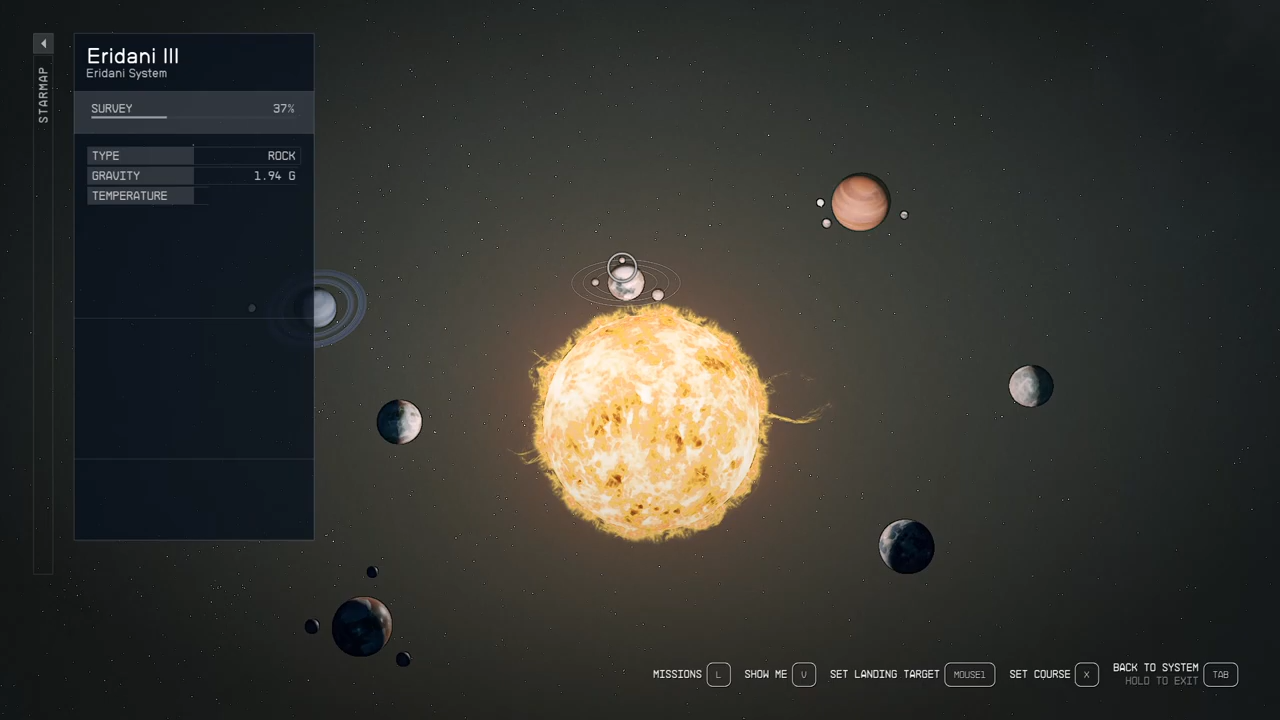 STARMAP
Eridani III
Eridani System
SURVEY 37%
TYPE ROCK
GRAVITY 1.94 G
TEMPERATURE
MISSIONS L SHOW ME V SET LANDING TARGET MOUSE1 SET COURSE X BACK TO SYSTEM TAB
HOLD TO EXIT